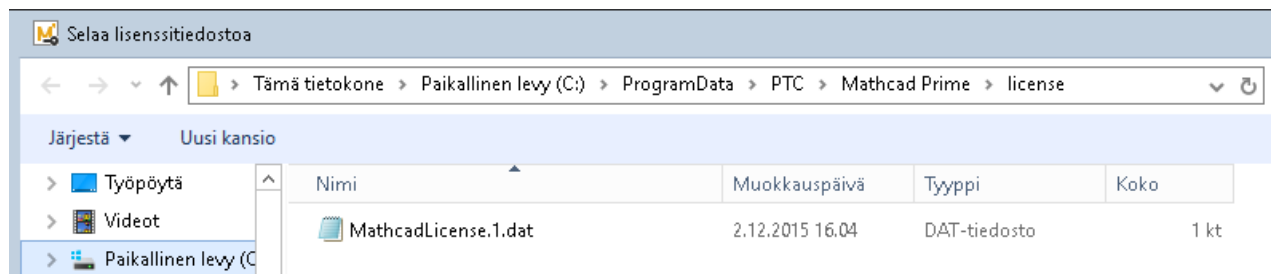 Selaa lisenssitiedostoa
Tämä tietokone > Paikallinen levy (C:) > ProgramData > PTC > Mathcad Prime > license
Järjestä Uusi kansio
Työpöytä
Videot
Paikallinen levy (C
Nimi Muokkauspäivä Tyyppi Koko
MathcadLicense.1.dat 2.12.2015 16.04 DAT-tiedosto 1 kt